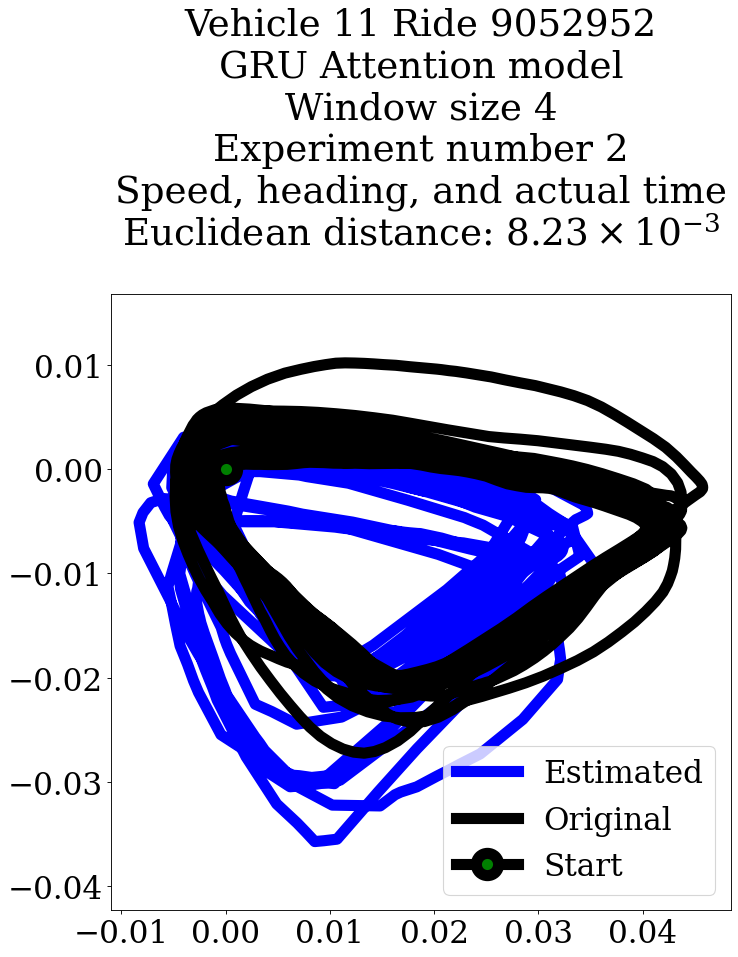 Vehicle 11 Ride 9052952
GRU Attention model
Window size 4
Experiment number 2
Speed, heading, and actual time
Euclidean distance: 8.23 × 10⁻³
0.01
0.00
−0.01
−0.02
−0.03
−0.04
Estimated
Original
Start
−0.01 0.00 0.01 0.02 0.03 0.04